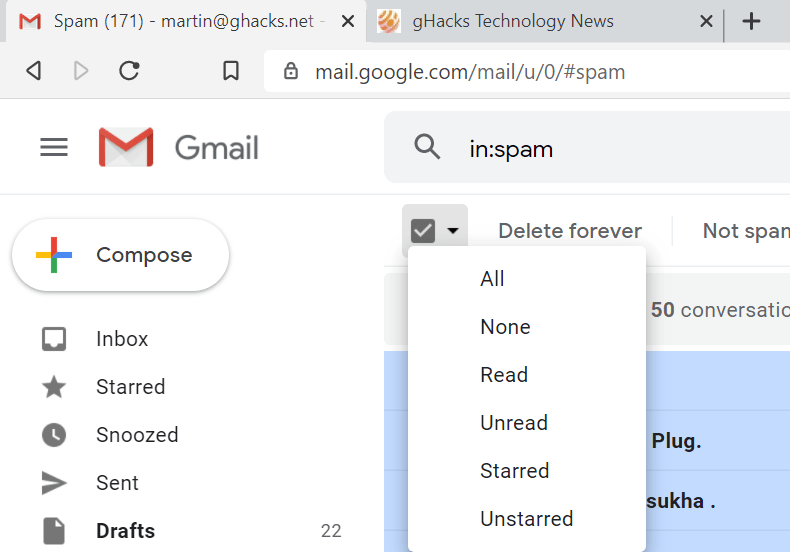 Spam (171) - martin@ghacks.net -
gHacks Technology News
mail.google.com/mail/u/0/#spam
Gmail
in:spam
Compose
Delete forever
Not span
All
None
Read
Unread
Starred
Unstarred
50 conversatio
Plug.
sukha .
Inbox
Starred
Snoozed
Sent
Drafts 22